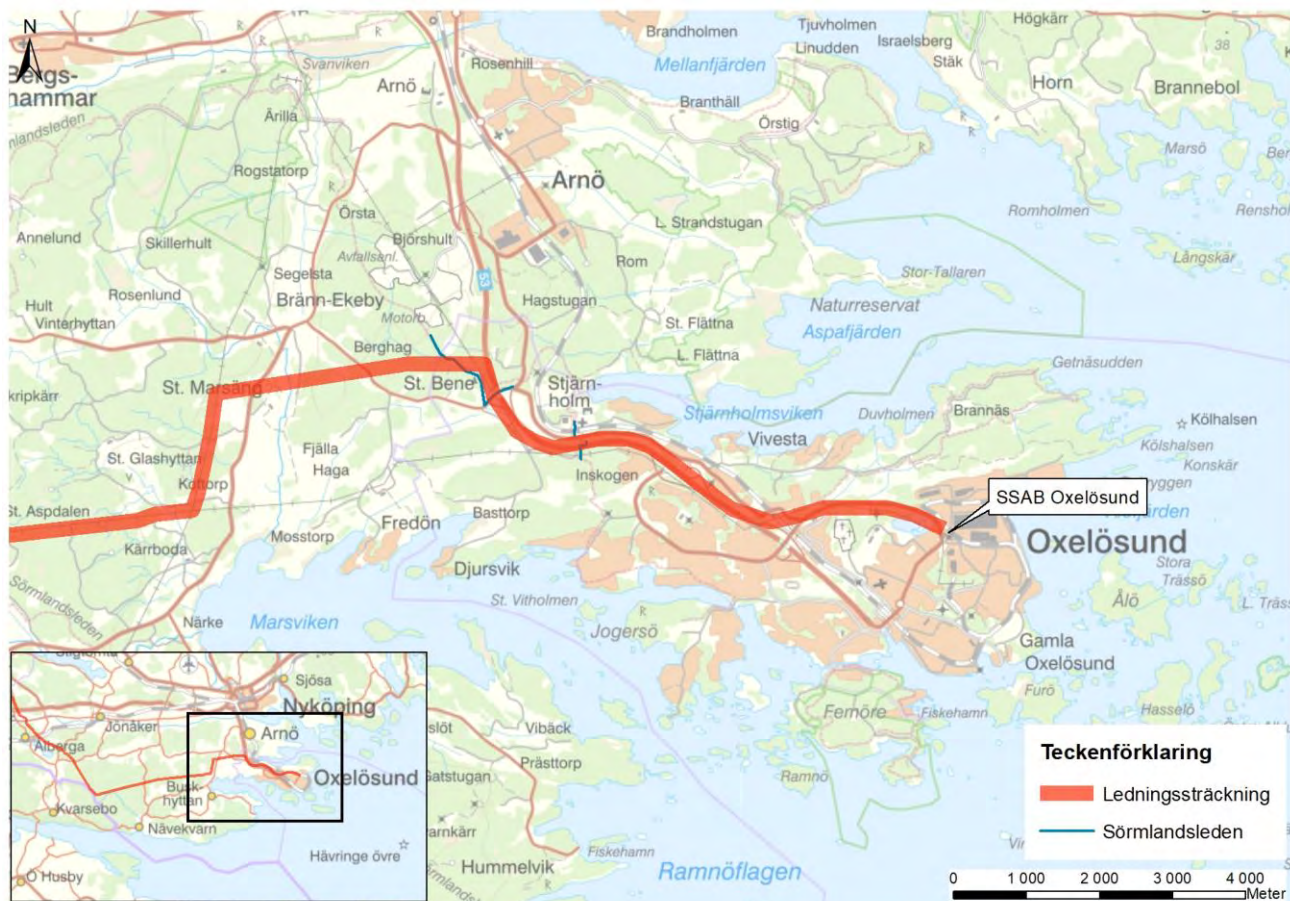 N
Bergs-
hammar
Svanviken
Arnö
Rosenhill
Brandholmen
Mellanfjärden
Tjuvholmen
Linudden
Israelsberg
Stäk
Högkärr
38
Horn
Brannebol
Ärilla
Branthäll
Örstig
Marsö
Rogstatorp
Arnö
Romholmen
Örsta
L. Strandstugan
Annelund
Skillerhult
Björshult
Avfallsanl.
Rom
Långskär
Segelsta
53
Stor-Tallaren
Hult
Rosenlund
Bränn-Ekeby
Hagstugan
Naturreservat
Vinterhyttan
Motorb.
St. Flättna
Aspafjärden
Berghag
L. Flättna
Getnäsudden
St. Marsäng
St. Bene
Stjärn-
holm
Stjärnholmsviken
Duvholmen
Brannäs
Kölhalsen
Vivesta
Kölshalsen
Fjälla
Haga
St. Glashyttan
Kottorp
Inskogen
Konskär
SSAB Oxelösund
St. Aspdalen
Basttorp
Fredön
Mosstorp
Kärrboda
Oxelösund
Djursvik
Stora
Trässö
Sörmlandsleden
St. Vitholmen
Ålö
L. Träss
Närke
Marsviken
Jogersö
Gamla
Oxelösund
Furö
Fernöre
Fiskehamn
Hasselö
Vibäck
Prästtorp
Ramnö
Hummelvik
Fiskehamn
Ramnöflagen
Sjösa
Nyköping
Jönåker
Arnö
Ålberga
Oxelösund
Busk-
hyttan
Kvarsebo
Nävekvarn
Hävringe övre
Ö Husby
Teckenförklaring
Ledningssträckning
Sörmlandsleden
0 1 000 2 000 3 000 4 000
Meter